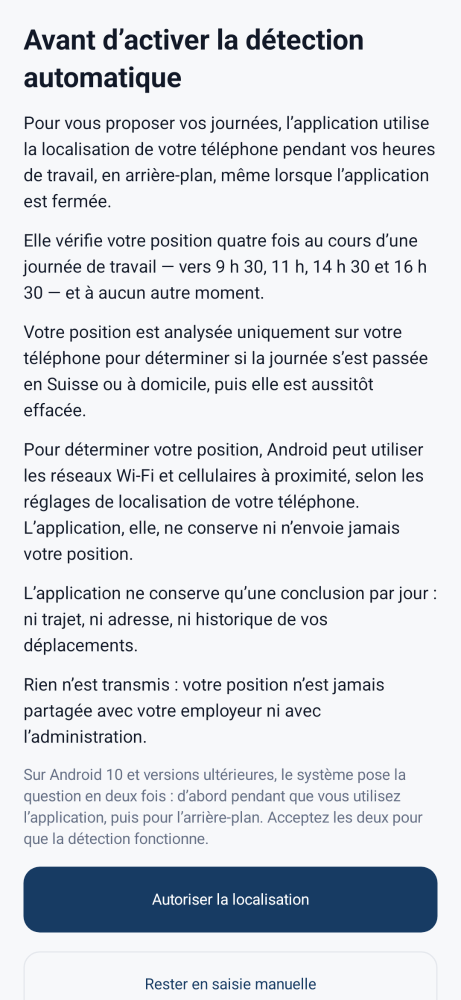 Avant d’activer la détection
automatique
Pour vous proposer vos journées, l’application utilise
la localisation de votre téléphone pendant vos heures
de travail, en arrière-plan, même lorsque l’application
est fermée.
Elle vérifie votre position quatre fois au cours d’une
journée de travail — vers 9 h 30, 11 h, 14 h 30 et 16 h
30 — et à aucun autre moment.
Votre position est analysée uniquement sur votre
téléphone pour déterminer si la journée s’est passée
en Suisse ou à domicile, puis elle est aussitôt
effacée.
Pour déterminer votre position, Android peut utiliser
les réseaux Wi-Fi et cellulaires à proximité, selon les
réglages de localisation de votre téléphone.
L’application, elle, ne conserve ni n’envoie jamais
votre position.
L’application ne conserve qu’une conclusion par jour :
ni trajet, ni adresse, ni historique de vos
déplacements.
Rien n’est transmis : votre position n’est jamais
partagée avec votre employeur ni avec
l’administration.
Sur Android 10 et versions ultérieures, le système pose la
question en deux fois : d’abord pendant que vous utilisez
l’application, puis pour l’arrière-plan. Acceptez les deux pour
que la détection fonctionne.
Autoriser la localisation
Rester en saisie manuelle